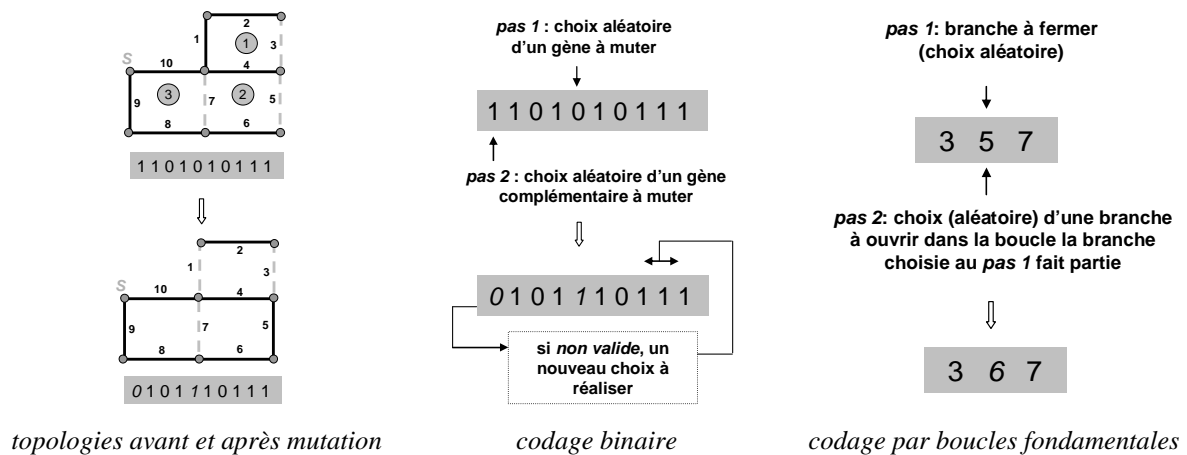 2
1
1
3
S
10
4
9
3
7
2
5
8
6
1 1 0 1 0 1 0 1 1 1
2
1
3
S
10
4
9
7
5
8
6
0 1 0 1 1 1 0 1 1 1
topologies avant et après mutation
pas 1 : choix aléatoire
d'un gène à muter
1 1 0 1 0 1 0 1 1 1
pas 2 : choix aléatoire d'un gène
complémentaire à muter
0 1 0 1 1 1 0 1 1 1
si non valide, un
nouveau choix à
réaliser
codage binaire
pas 1: branche à fermer
(choix aléatoire)
3 5 7
pas 2: choix (aléatoire) d'une branche
à ouvrir dans la boucle la branche
choisie au pas 1 fait partie
3 6 7
codage par boucles fondamentales